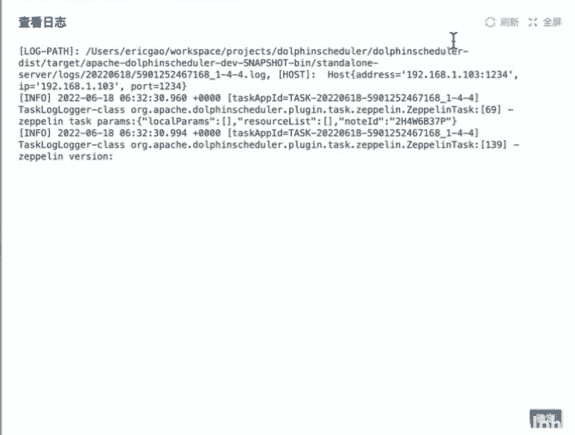 查看日志
刷新 全屏
[LOG-PATH]: /Users/ericgao/workspace/projects/dolphinscheduler/dolphinscheduler-
dist/target/apache-dolphinscheduler-dev-SNAPSHOT-bin/standalone-
server/logs/20220618/5901252467168_1-4-4.log, [HOST]:  Host{address='192.168.1.103:1234',
ip='192.168.1.103', port=1234}
[INFO] 2022-06-18 06:32:30.960 +0000 [taskAppId=TASK-20220618-5901252467168_1-4-4]
TaskLogLogger-class org.apache.dolphinscheduler.plugin.task.zeppelin.ZeppelinTask:[69] -
zeppelin task params:{"localParams":[],"resourceList":[],"noteId":"2H4W6B37P"}
[INFO] 2022-06-18 06:32:30.994 +0000 [taskAppId=TASK-20220618-5901252467168_1-4-4]
TaskLogLogger-class org.apache.dolphinscheduler.plugin.task.zeppelin.ZeppelinTask:[139] -
zeppelin version: